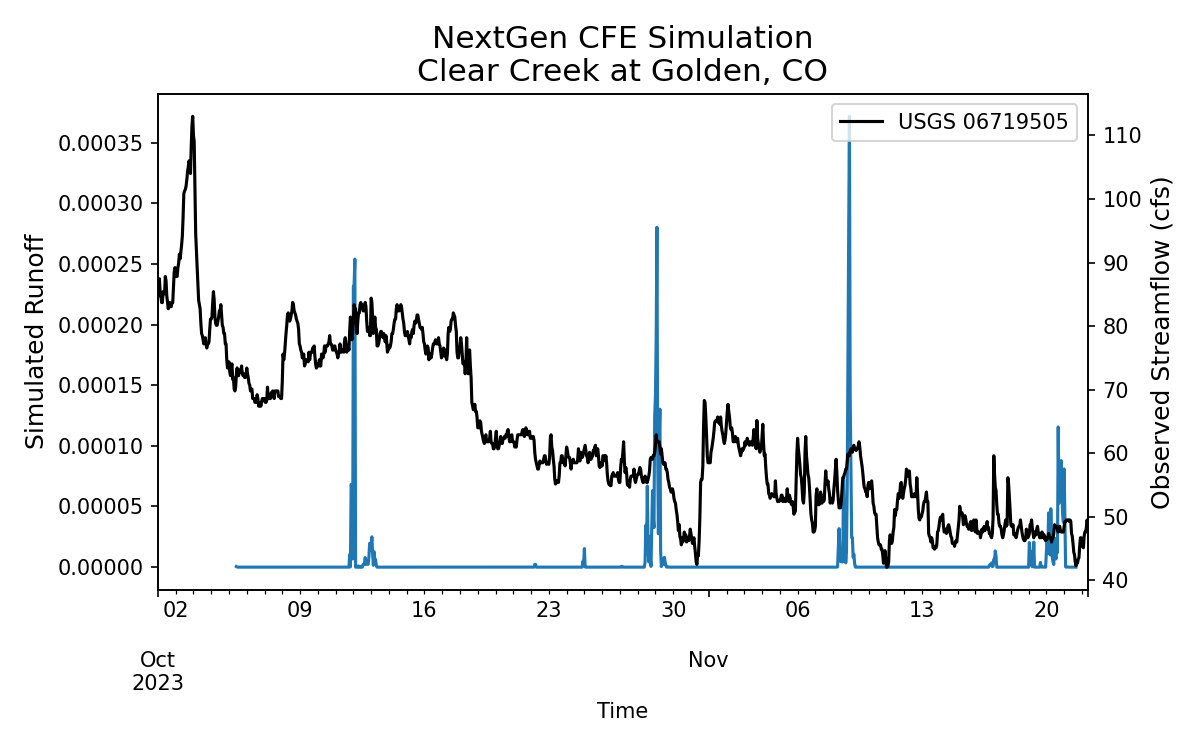 NextGen CFE Simulation
Clear Creek at Golden, CO
USGS 06719505
Simulated Runoff
0.00035
0.00030
0.00025
0.00020
0.00015
0.00010
0.00005
0.00000
110
100
90
80
70
60
50
40
Observed Streamflow (cfs)
02 09 16 23 30 06 13 20
Oct Nov
2023
Time